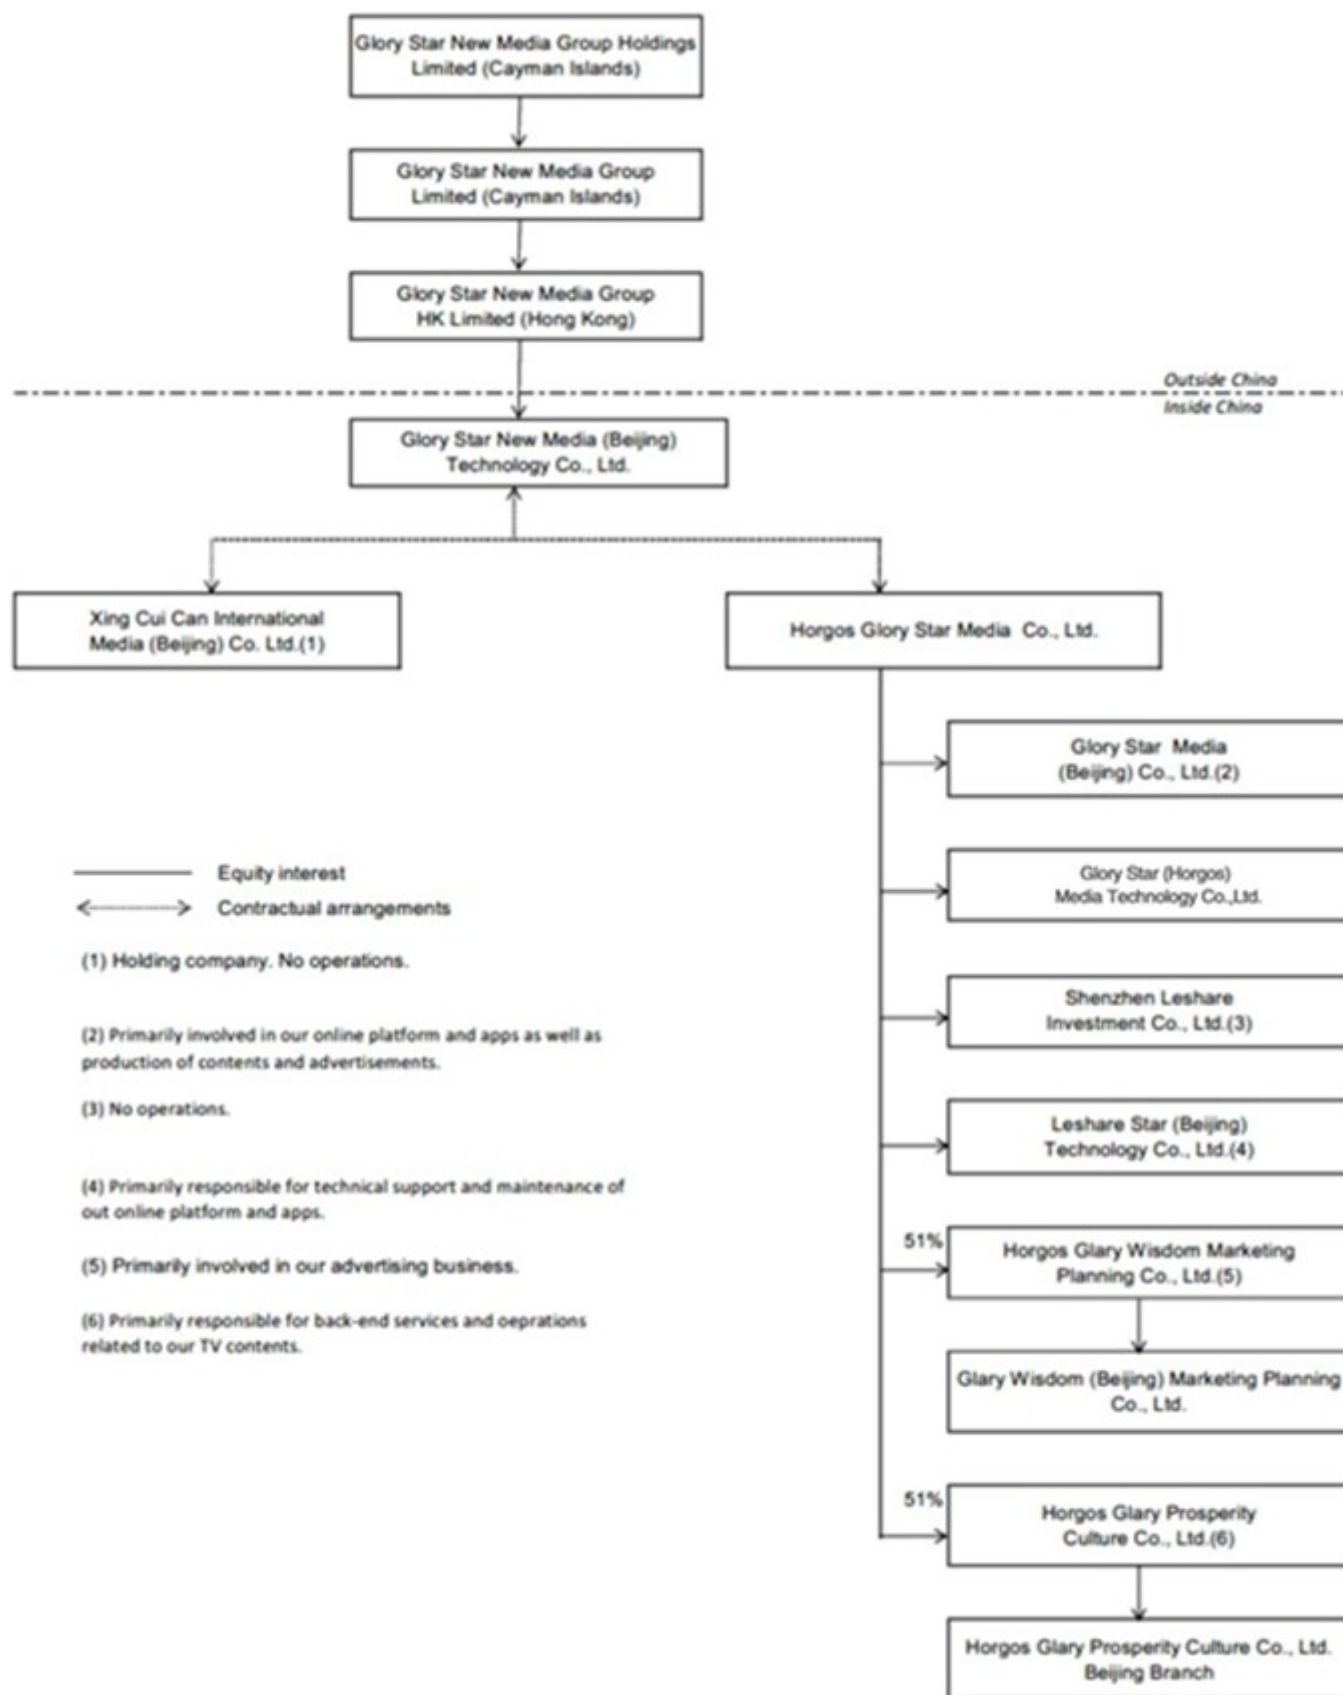 Glory Star New Media Group Holdings
Limited (Cayman Islands)
Glory Star New Media Group
Limited (Cayman Islands)
Glory Star New Media Group
HK Limited (Hong Kong)
Outside China
Inside China
Glory Star New Media (Beijing)
Technology Co., Ltd.
Xing Cui Can International
Media (Beijing) Co. Ltd.(1)
Horgos Glory Star Media Co., Ltd.
Glory Star Media
(Beijing) Co., Ltd.(2)
Glory Star (Horgos)
Media Technology Co.,Ltd.
Shenzhen Leshare
Investment Co., Ltd.(3)
Leshare Star (Beijing)
Technology Co., Ltd.(4)
51%
Horgos Glary Wisdom Marketing
Planning Co., Ltd.(5)
Glary Wisdom (Beijing) Marketing Planning
Co., Ltd.
51%
Horgos Glary Prosperity
Culture Co., Ltd.(6)
Horgos Glary Prosperity Culture Co., Ltd.
Beijing Branch
Equity interest
Contractual arrangements
(1) Holding company. No operations.
(2) Primarily involved in our online platform and apps as well as
production of contents and advertisements.
(3) No operations.
(4) Primarily responsible for technical support and maintenance of
out online platform and apps.
(5) Primarily involved in our advertising business.
(6) Primarily responsible for back-end services and oeprations
related to our TV contents.